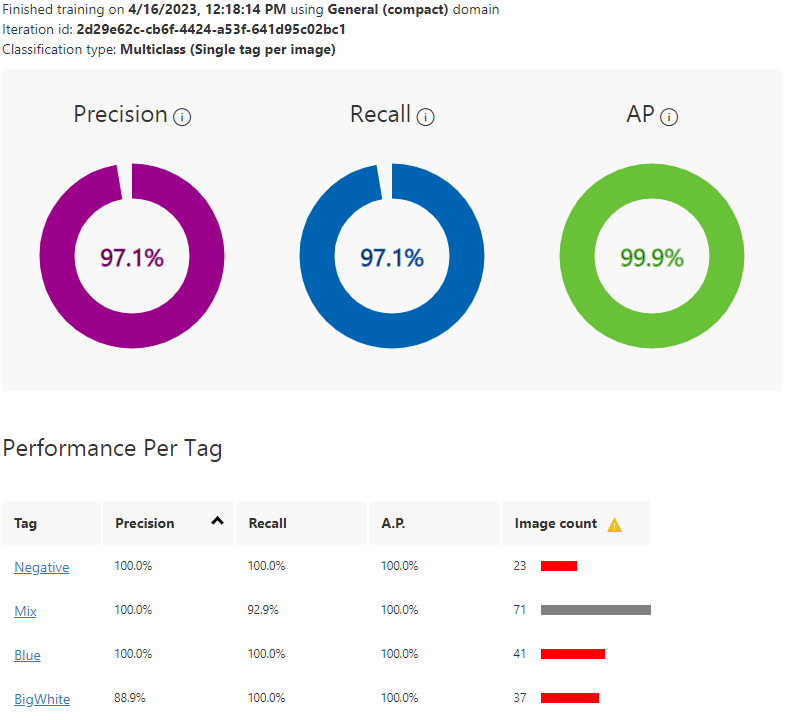 Finished training on 4/16/2023, 12:18:14 PM using General (compact) domain
Iteration id: 2d29e62c-cb6f-4424-a53f-641d95c02bc1
Classification type: Multiclass (Single tag per image)
Precision Recall AP
97.1% 97.1% 99.9%
Performance Per Tag
Tag Precision Recall A.P. Image count
Negative 100.0% 100.0% 100.0% 23
Mix 100.0% 92.9% 100.0% 71
Blue 100.0% 100.0% 100.0% 41
BigWhite 88.9% 100.0% 100.0% 37